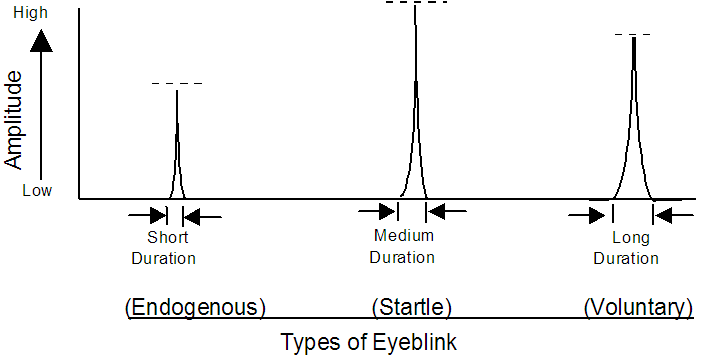 High
Amplitude
Low
Short
Duration
Medium
Duration
Long
Duration
(Endogenous)
(Startle)
(Voluntary)
Types of Eyeblink